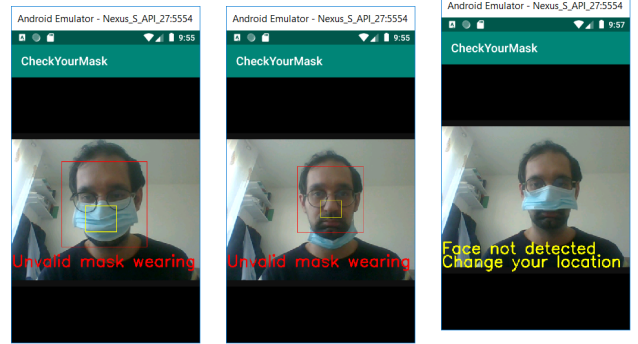 Android Emulator - Nexus_S_API_27:5554
9:55
CheckYourMask
Unvalid mask wearing
Android Emulator - Nexus_S_API_27:5554
9:55
CheckYourMask
Unvalid mask wearing
Android Emulator - Nexus_S_API_27:5554
9:57
CheckYourMask
Face not detected
Change your location